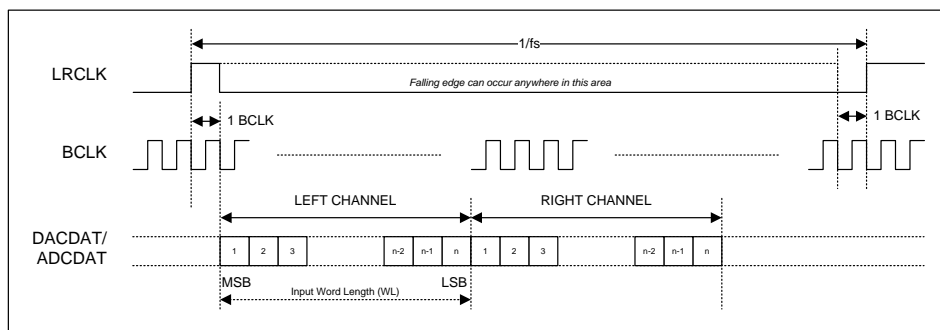 1/fs
LRCLK
Falling edge can occur anywhere in this area
1 BCLK
1 BCLK
BCLK
LEFT CHANNEL
RIGHT CHANNEL
DACDAT/
ADCDAT
1 2 3 n-2 n-1 n 1 2 3 n-2 n-1 n
MSB
LSB
Input Word Length (WL)